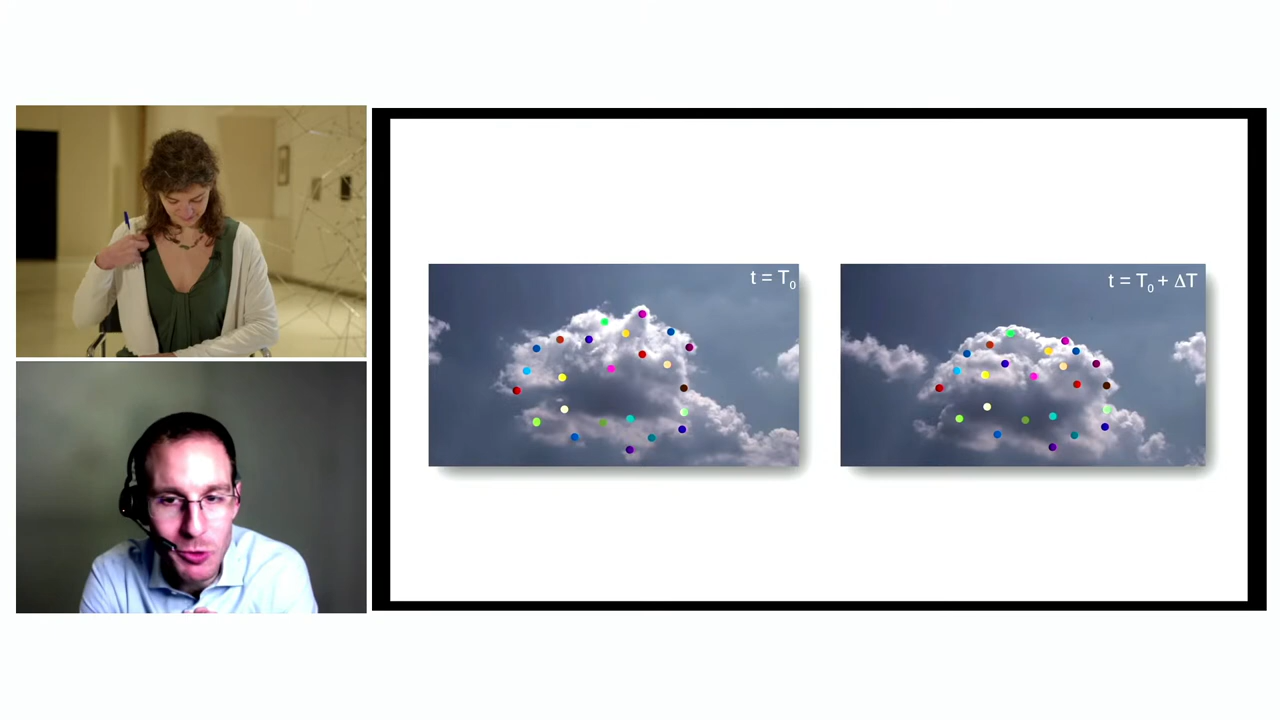 t = T₀
t = T₀ + ΔT